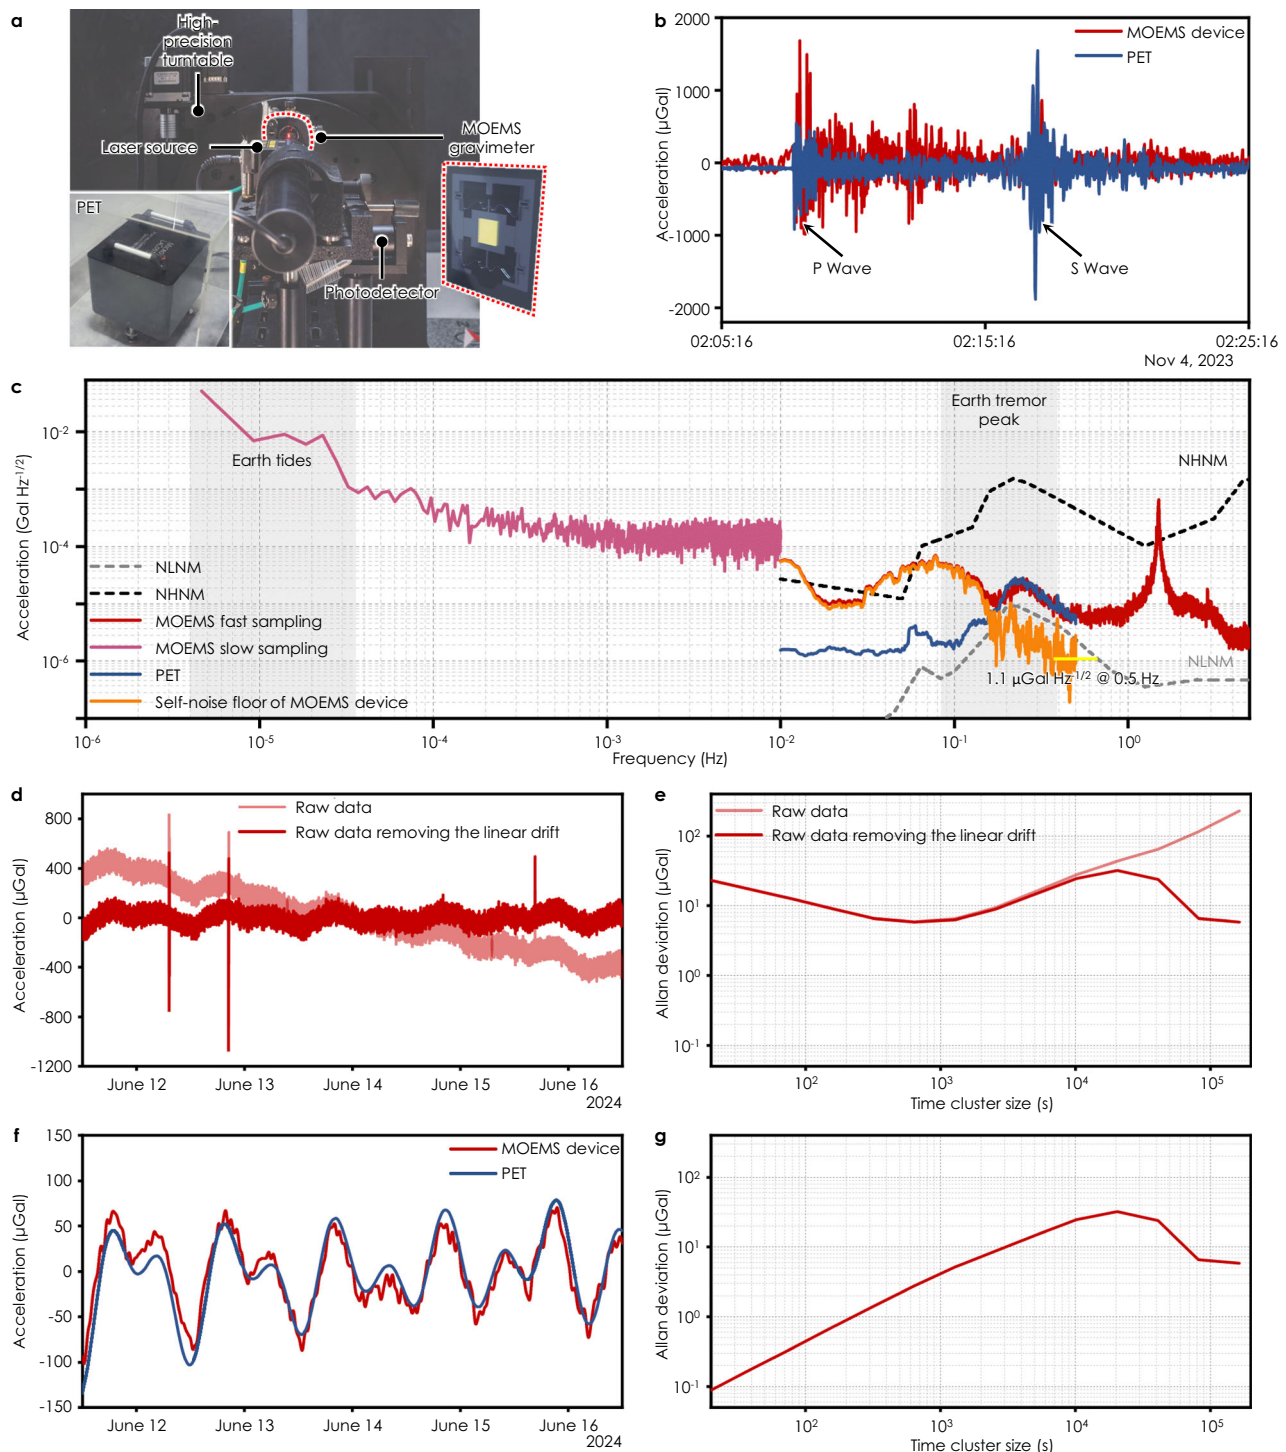 a
High-
precision
turntable
Laser source
MOEMS
gravimeter
PET
Photodetector
b
2000
1000
0
-1000
-2000
Acceleration (µGal)
MOEMS device
PET
P Wave
S Wave
02:05:16
02:15:16
02:25:16
Nov 4, 2023
c
Acceleration (Gal Hz-1/2)
10-2
10-4
10-6
Earth tides
Earth tremor
peak
NHNM
NLNM
NHNM
MOEMS fast sampling
MOEMS slow sampling
PET
Self-noise floor of MOEMS device
NLNM
1.1 µGal Hz-1/2 @ 0.5 Hz
10-6
10-5
10-4
10-3
10-2
10-1
100
Frequency (Hz)
d
800
400
0
-400
-800
-1200
Acceleration (µGal)
Raw data
Raw data removing the linear drift
June 12
June 13
June 14
June 15
June 16
2024
e
Allan deviation (µGal)
102
101
100
10-1
Raw data
Raw data removing the linear drift
102
103
104
105
Time cluster size (s)
f
150
100
50
0
-50
-100
-150
Acceleration (µGal)
MOEMS device
PET
June 12
June 13
June 14
June 15
June 16
2024
g
Allan deviation (µGal)
102
101
100
10-1
102
103
104
105
Time cluster size (s)